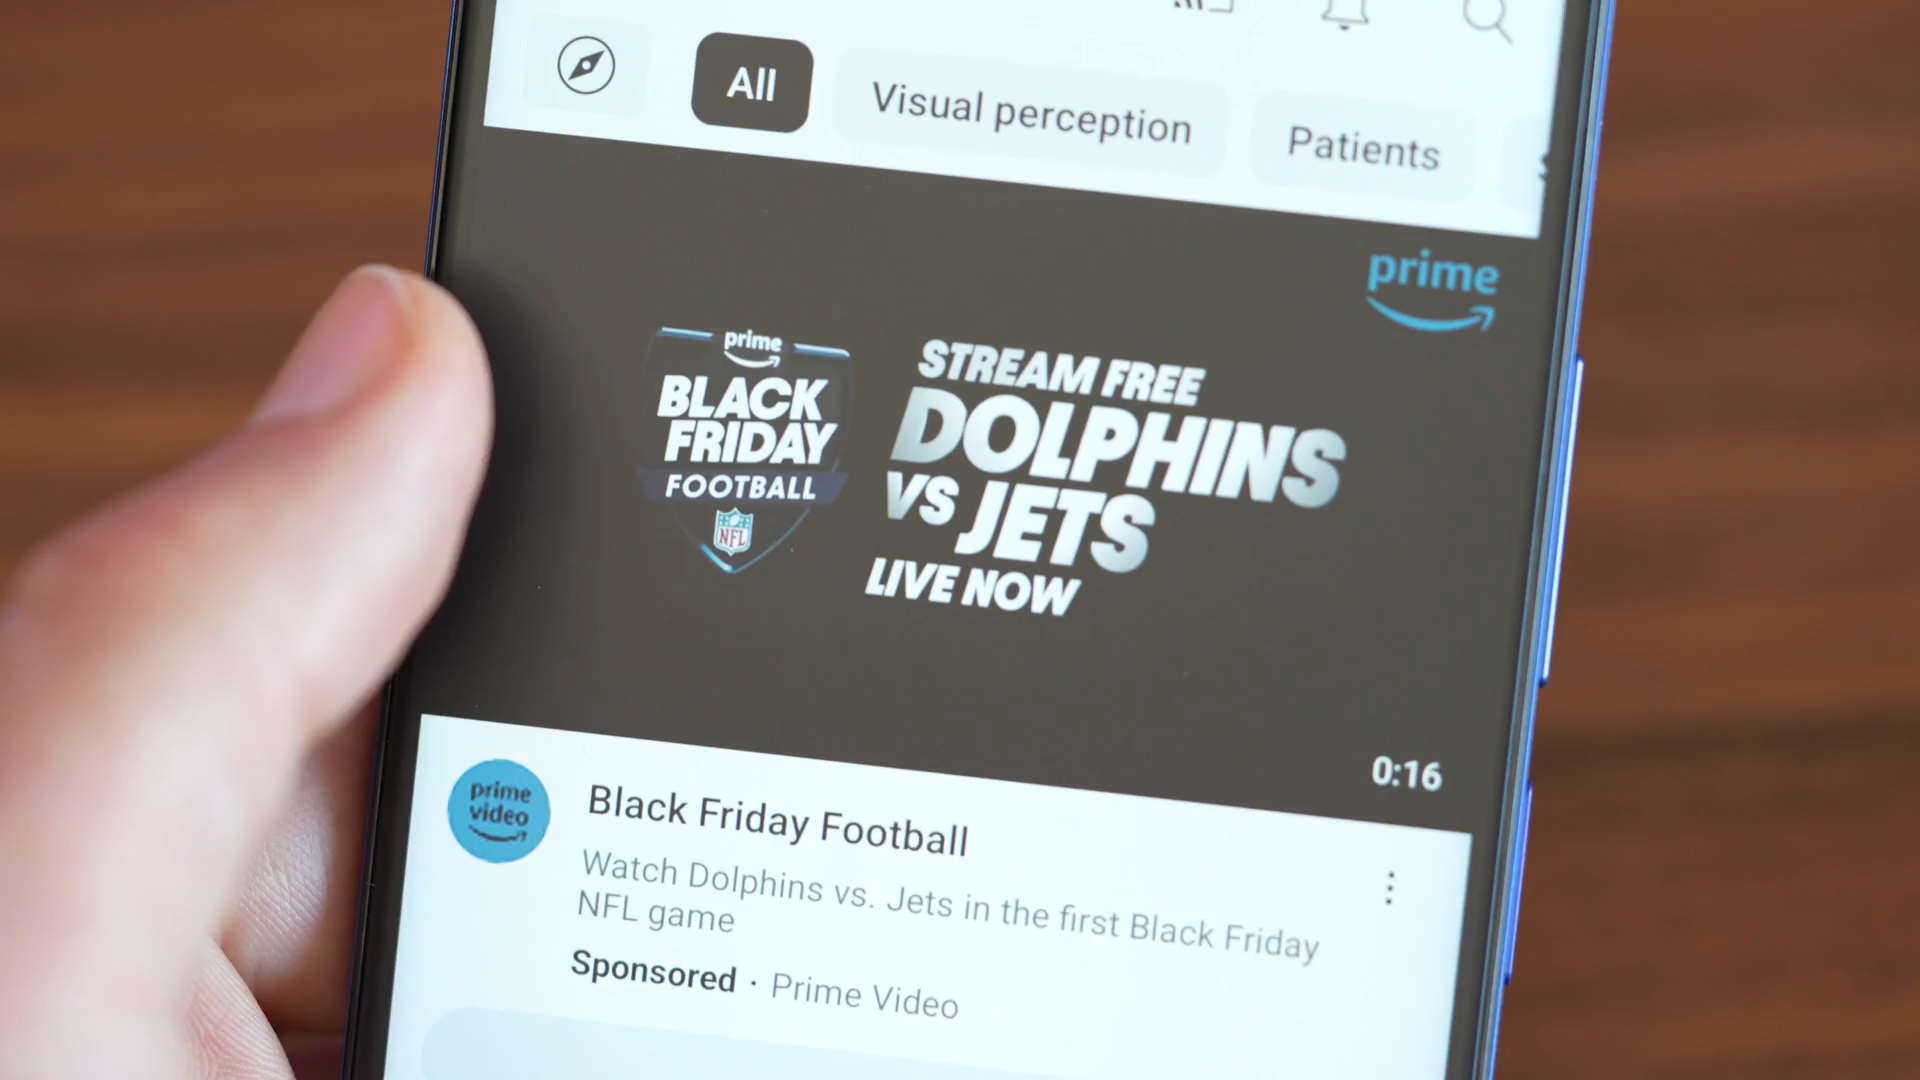 All
Visual perception
Patients
prime
prime
BLACK
FRIDAY
FOOTBALL
NFL
STREAM FREE
DOLPHINS
VS JETS
LIVE NOW
0:16
prime
video
Black Friday Football
Watch Dolphins vs. Jets in the first Black Friday
NFL game
Sponsored · Prime Video